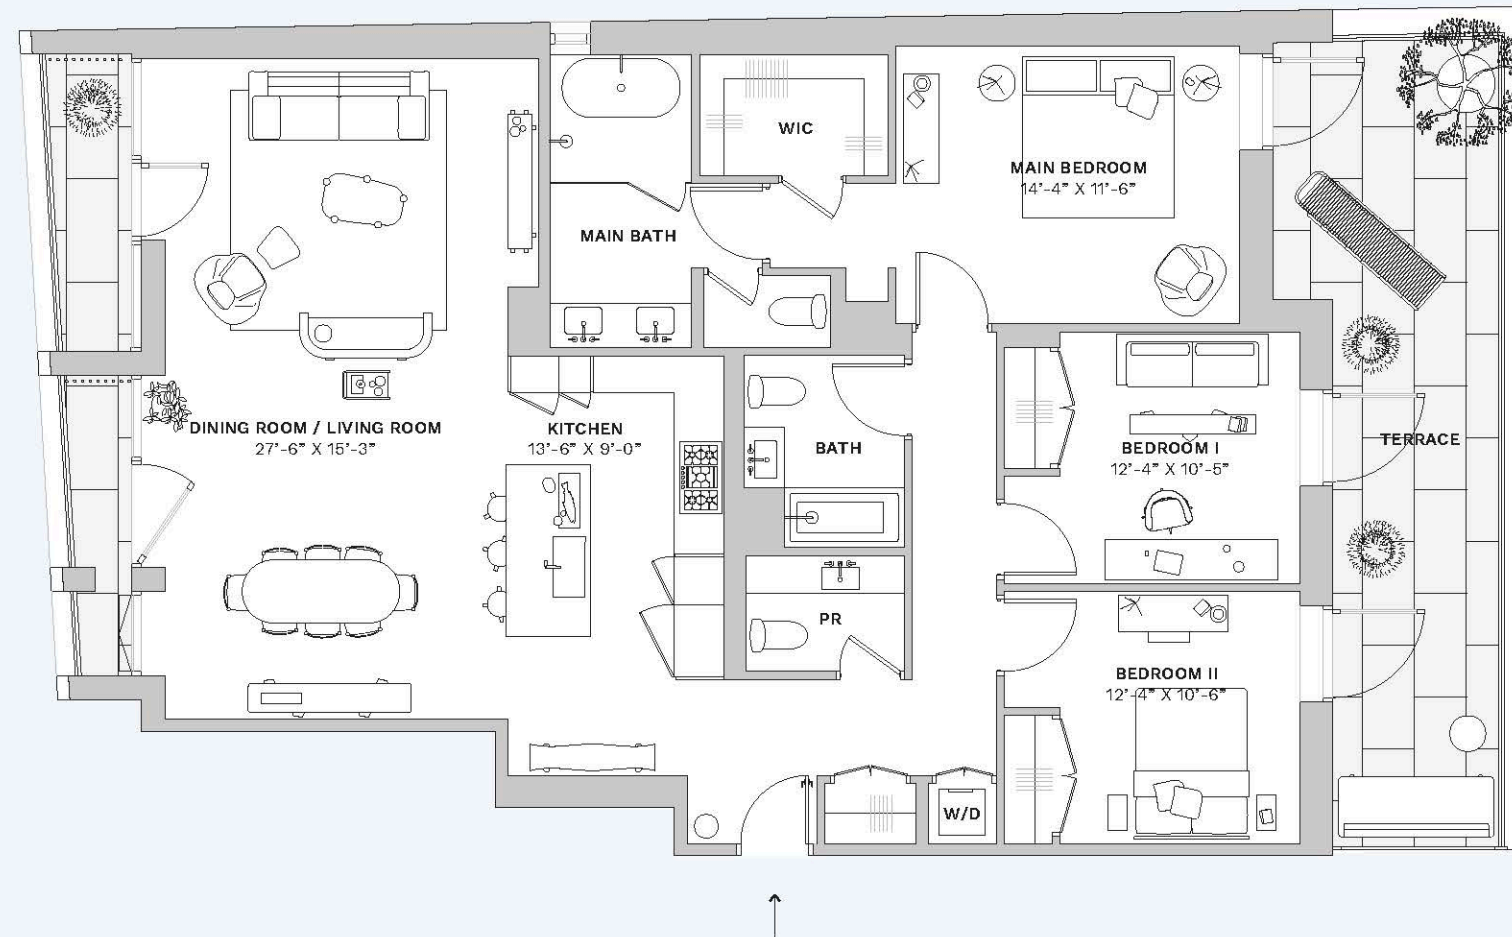 WIC
MAIN BEDROOM
14'-4" X 11'-6"
MAIN BATH
DINING ROOM / LIVING ROOM
27'-6" X 15'-3"
KITCHEN
13'-6" X 9'-0"
BATH
BEDROOM I
12'-4" X 10'-5"
TERRACE
PR
BEDROOM II
12'-4" X 10'-6"
W/D